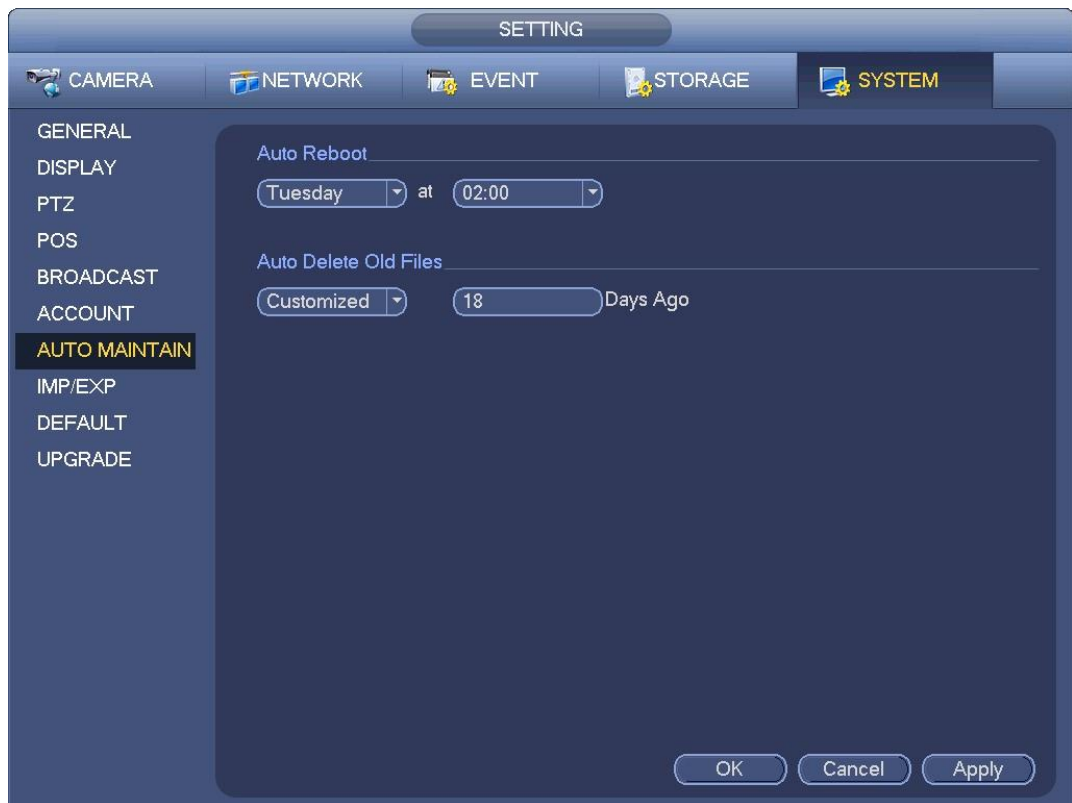 SETTING
CAMERA NETWORK EVENT STORAGE SYSTEM
GENERAL
DISPLAY
PTZ
POS
BROADCAST
ACCOUNT
AUTO MAINTAIN
IMP/EXP
DEFAULT
UPGRADE
Auto Reboot
Tuesday at 02:00
Auto Delete Old Files
Customized 18 Days Ago
OK Cancel Apply